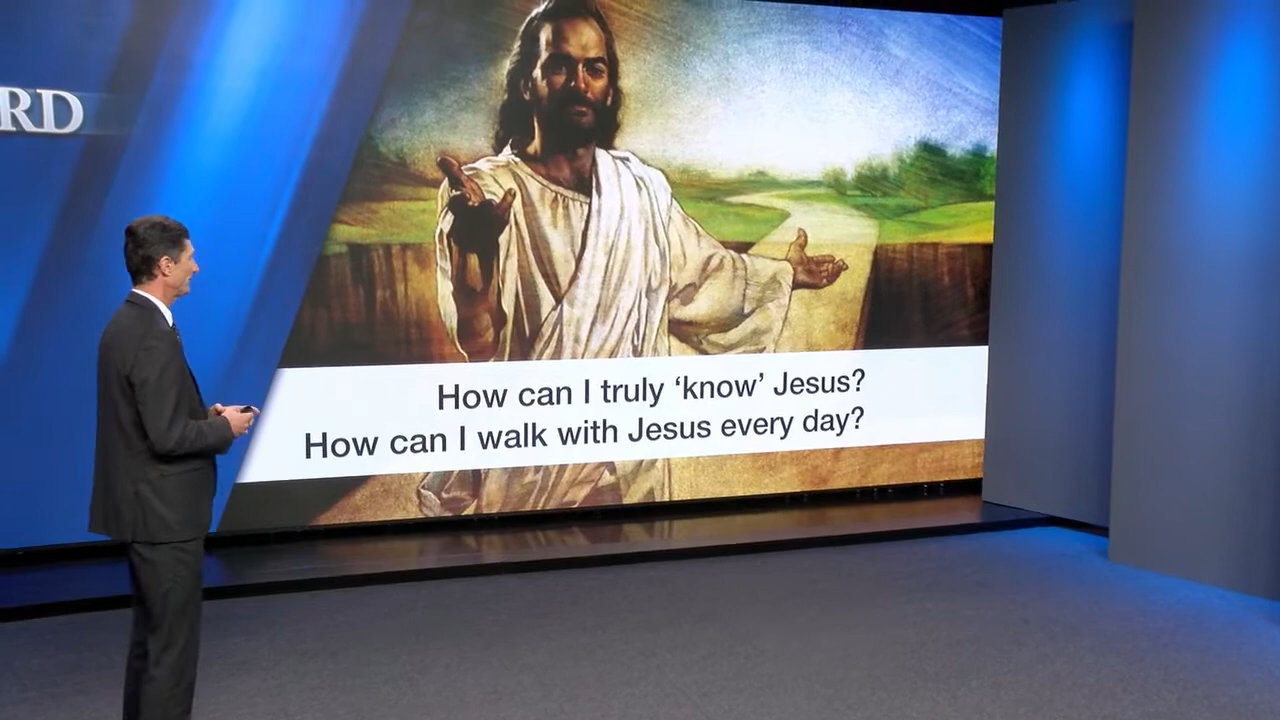 RD
How can I truly ‘know’ Jesus?
How can I walk with Jesus every day?